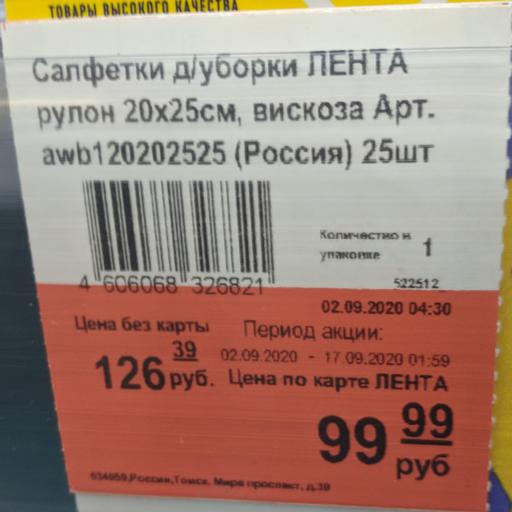 ТОВАРЫ ВЫСОКОГО КАЧЕСТВА
Салфетки д/уборки ЛЕНТА
рулон 20х25см, вискоза Арт.
awb120202525 (Россия) 25шт
Количество в
упаковке 1
4 606068 326821
522512
02.09.2020 04:30
Цена без карты
Период акции:
126 39 руб.
02.09.2020 - 17.09.2020 01:59
Цена по карте ЛЕНТА
99 99 руб
634059,Россия,Томск, Мира проспект, д.30